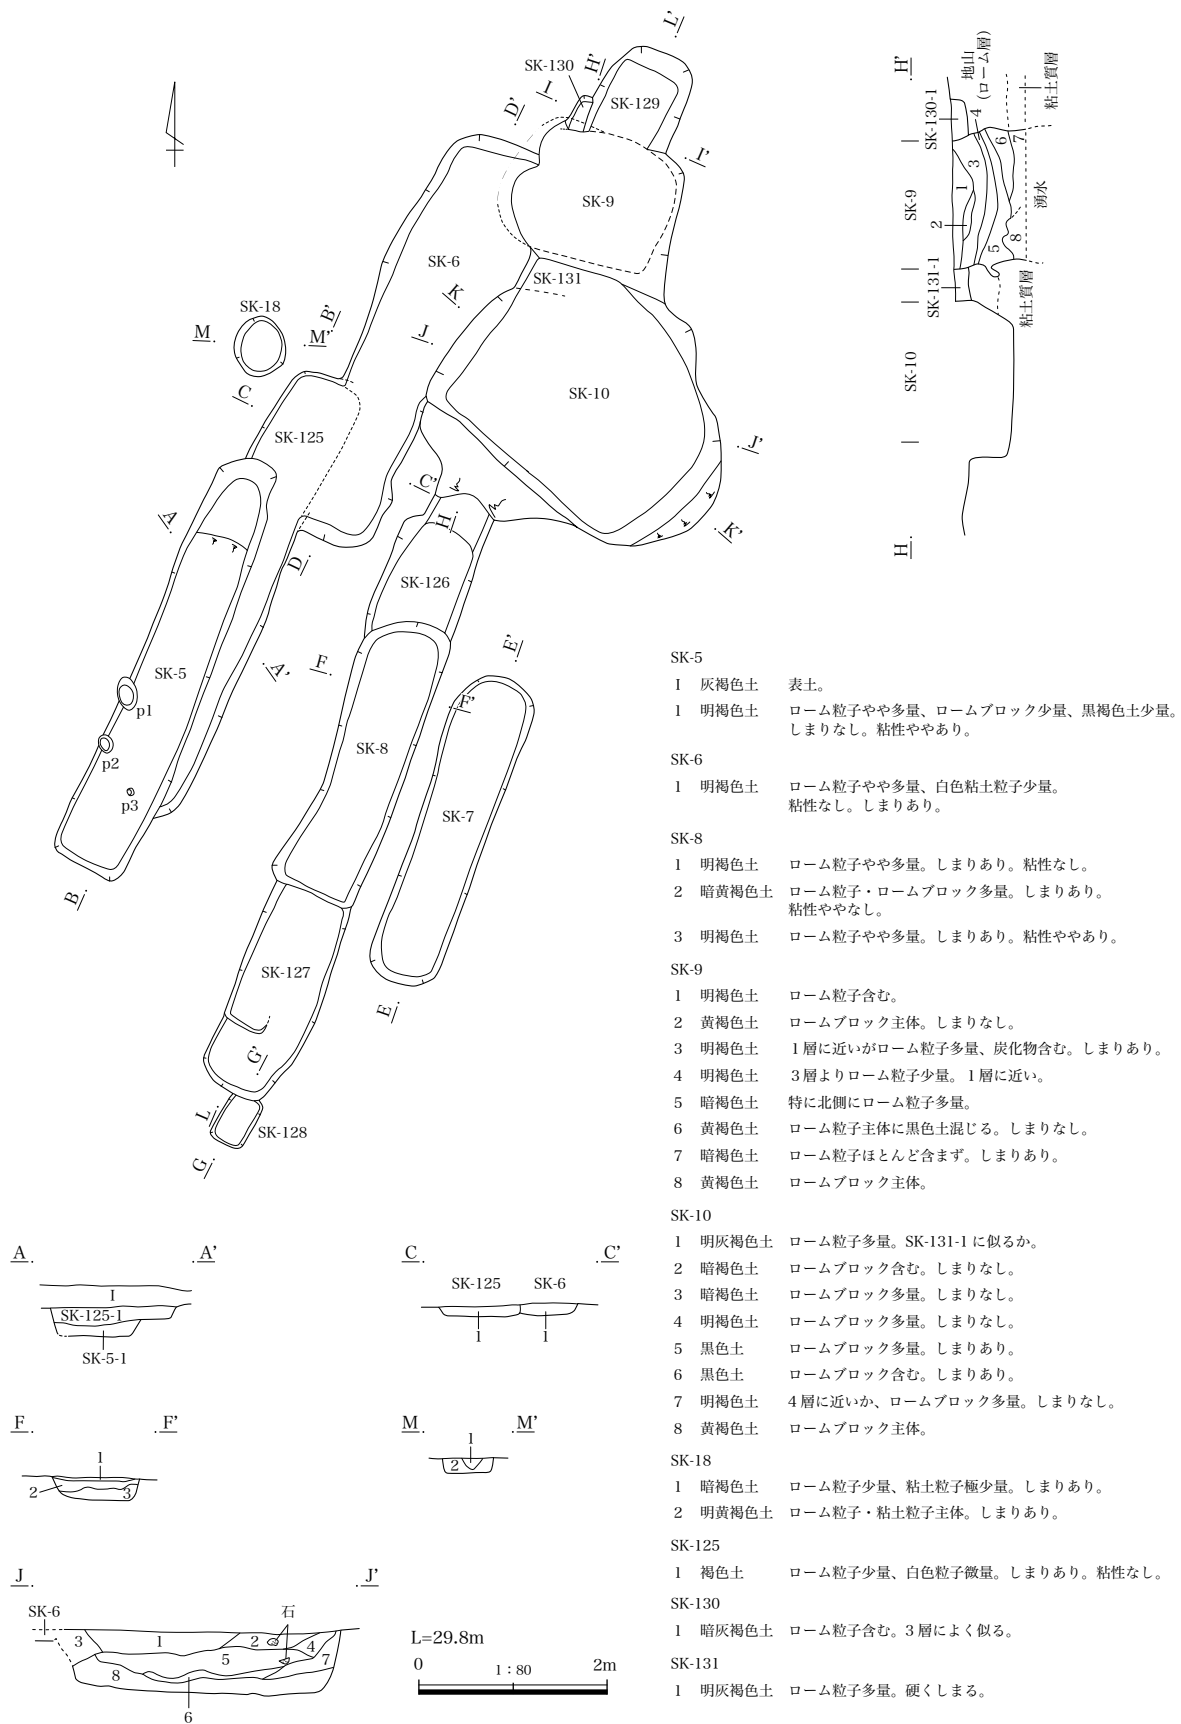 L'
H'
SK-130
I
D'
SK-129
I'
SK-9
SK-6
SK-131
K
J
SK-18
B'
M
M'
C
SK-10
SK-125
J'
C'
K'
A
H
D
SK-126
E'
F
A'
F'
SK-5
p1
p2
p3
SK-8
SK-7
B
SK-127
E
G'
L
SK-128
G
H'
地山
(ローム層)
粘土質層
SK-130-1
4
6
7
3
1
SK-9
2
湧水
5
8
SK-131-1
粘土質層
SK-10
H
SK-5
I 灰褐色土 表土。
1 明褐色土 ローム粒子やや多量、ロームブロック少量、黒褐色土少量。
しまりなし。粘性ややあり。
SK-6
1 明褐色土 ローム粒子やや多量、白色粘土粒子少量。
粘性なし。しまりあり。
SK-8
1 明褐色土 ローム粒子やや多量。しまりあり。粘性なし。
2 暗黄褐色土 ローム粒子・ロームブロック多量。しまりあり。
粘性ややなし。
3 明褐色土 ローム粒子やや多量。しまりあり。粘性ややあり。
SK-9
1 明褐色土 ローム粒子含む。
2 黄褐色土 ロームブロック主体。しまりなし。
3 明褐色土 1層に近いがローム粒子多量、炭化物含む。しまりあり。
4 明褐色土 3層よりローム粒子少量。1層に近い。
5 暗褐色土 特に北側にローム粒子多量。
6 黄褐色土 ローム粒子主体に黒色土混じる。しまりなし。
7 暗褐色土 ローム粒子ほとんど含まず。しまりあり。
8 黄褐色土 ロームブロック主体。
SK-10
1 明灰褐色土 ローム粒子多量。SK-131-1に似るか。
2 暗褐色土 ロームブロック含む。しまりなし。
3 暗褐色土 ロームブロック多量。しまりなし。
4 明褐色土 ロームブロック多量。しまりなし。
5 黒色土 ロームブロック多量。しまりあり。
6 黒色土 ロームブロック含む。しまりあり。
7 明褐色土 4層に近いか、ロームブロック多量。しまりなし。
8 黄褐色土 ロームブロック主体。
SK-18
1 暗褐色土 ローム粒子少量、粘土粒子極少量。しまりあり。
2 明黄褐色土 ローム粒子・粘土粒子主体。しまりあり。
SK-125
1 褐色土 ローム粒子少量、白色粒子微量。しまりあり。粘性なし。
SK-130
1 暗灰褐色土 ローム粒子含む。3層によく似る。
SK-131
1 明灰褐色土 ローム粒子多量。硬くしまる。
A A'
I
SK-125-1
SK-5-1
C C'
SK-125 SK-6
1 1
F F'
1
2 3
M M'
1
2
J J'
SK-6
石
3 1 2 4
5 7
8
6
L=29.8m
0 1:80 2m